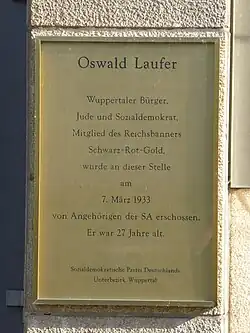 Oswald Laufer
Wuppertaler Bürger,
Jude und Sozialdemokrat,
Mitglied des Reichsbanners
Schwarz-Rot-Gold,
wurde an dieser Stelle
am
7. März 1933
von Angehörigen der SA erschossen.
Er war 27 Jahre alt.
Sozialdemokratische Partei Deutschlands
Unterbezirk Wuppertal